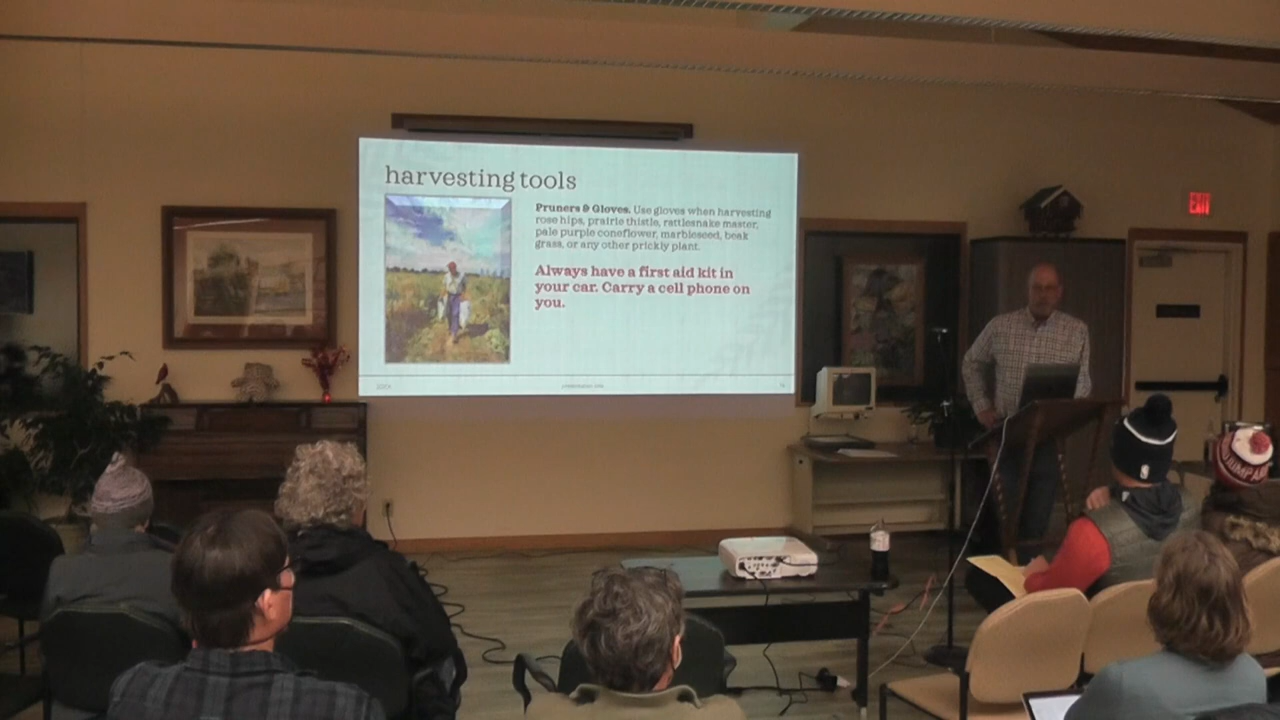 harvesting tools
Pruners & Gloves. Use gloves when harvesting
rose hips, prairie thistle, rattlesnake master,
pale purple coneflower, marbleseed, beak
grass, or any other prickly plant.
Always have a first aid kit in
your car. Carry a cell phone on
you.